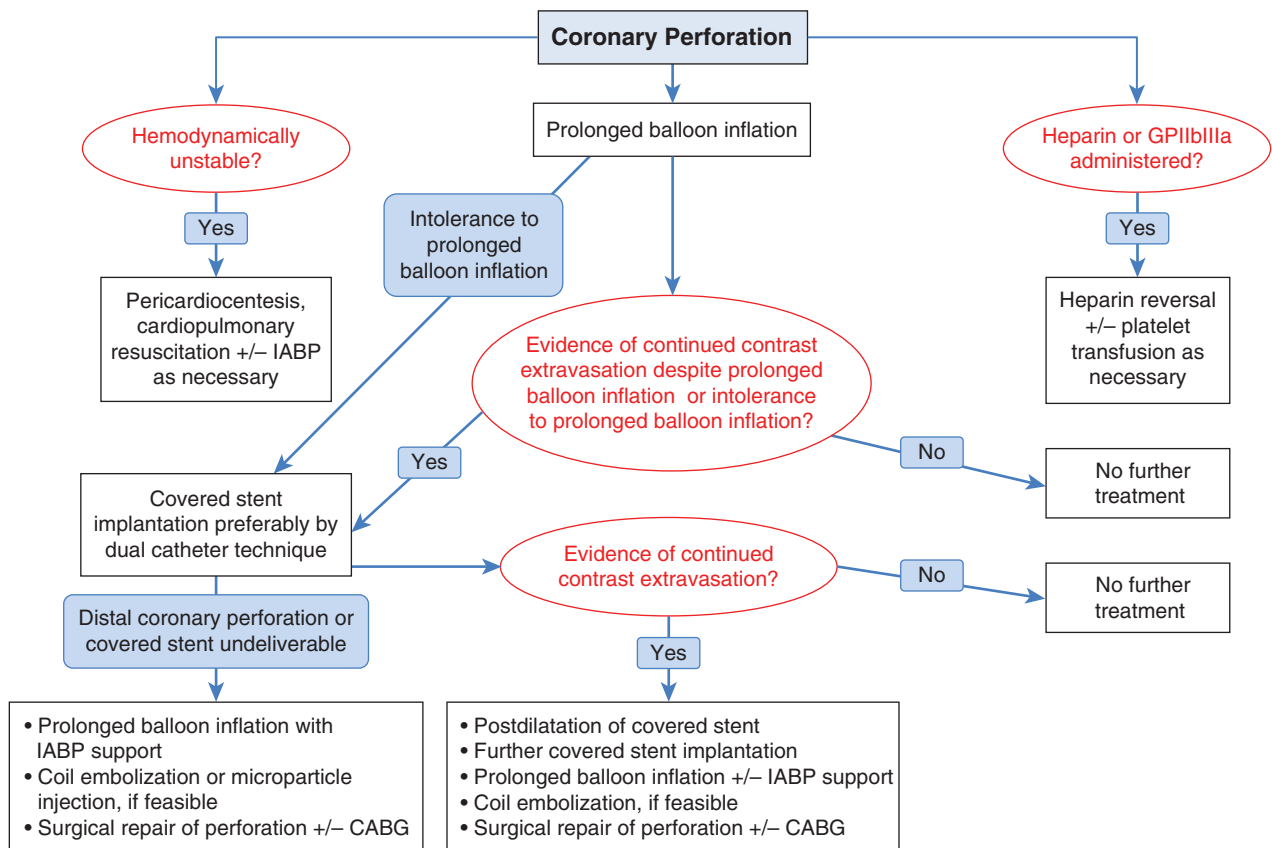 Coronary Perforation
Hemodynamically
unstable?
Prolonged balloon inflation
Heparin or GPIIbIIIa
administered?
Yes
Intolerance to
prolonged
balloon inflation
Yes
Pericardiocentesis,
cardiopulmonary
resuscitation +/– IABP
as necessary
Heparin reversal
+/– platelet
transfusion as
necessary
Evidence of continued contrast
extravasation despite prolonged
balloon inflation or intolerance
to prolonged balloon inflation?
Yes
No
No further
treatment
Covered stent
implantation preferably by
dual catheter technique
Evidence of continued
contrast extravasation?
No
No further
treatment
Distal coronary perforation or
covered stent undeliverable
Yes
• Prolonged balloon inflation with
IABP support
• Coil embolization or microparticle
injection, if feasible
• Surgical repair of perforation +/– CABG
• Postdilatation of covered stent
• Further covered stent implantation
• Prolonged balloon inflation +/– IABP support
• Coil embolization, if feasible
• Surgical repair of perforation +/– CABG